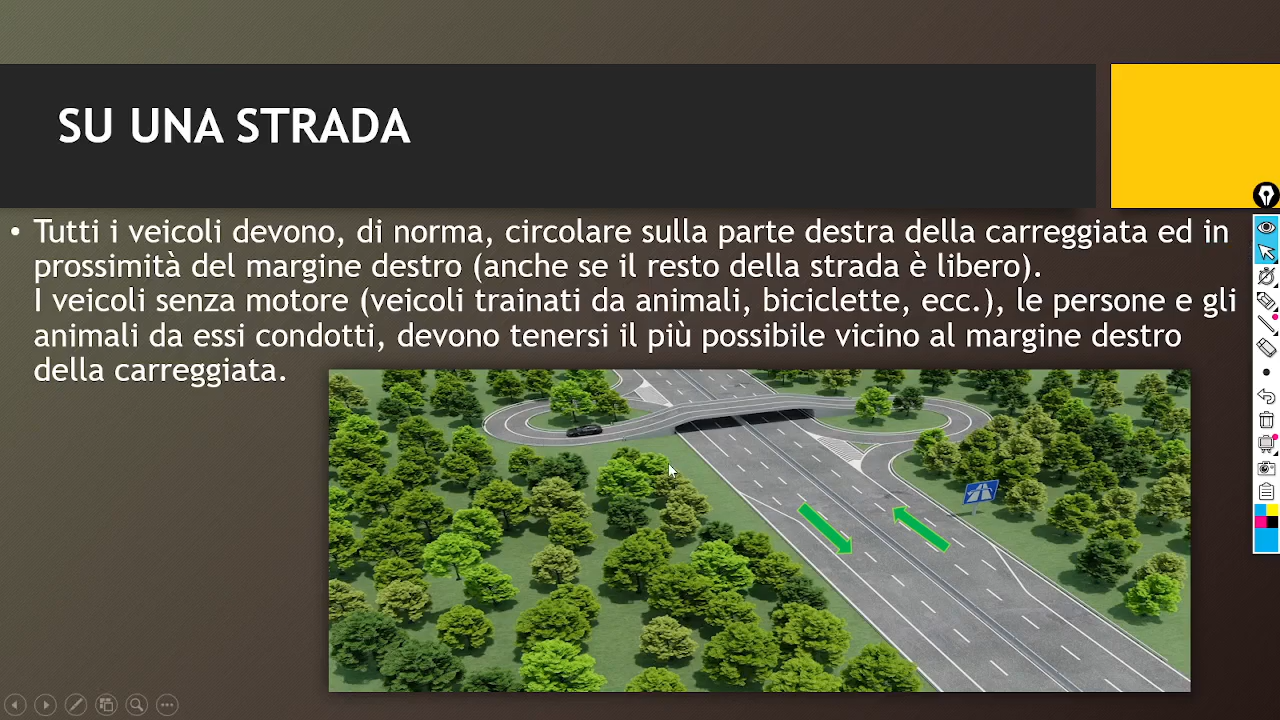 SU UNA STRADA
• Tutti i veicoli devono, di norma, circolare sulla parte destra della carreggiata ed in
prossimità del margine destro (anche se il resto della strada è libero).
I veicoli senza motore (veicoli trainati da animali, biciclette, ecc.), le persone e gli
animali da essi condotti, devono tenersi il più possibile vicino al margine destro
della carreggiata.